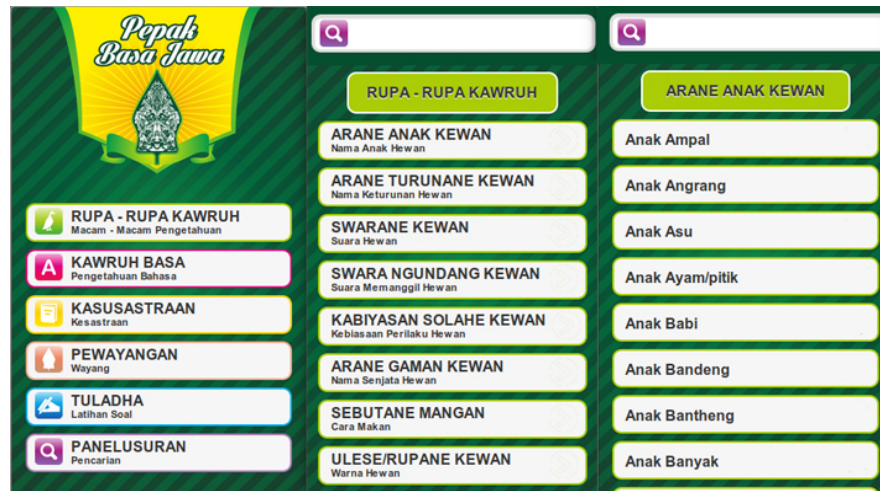 Pepak
Basa Jawa
RUPA - RUPA KAWRUH
Macam - Macam Pengetahuan
A
KAWRUH BASA
Pengetahuan Bahasa
KASUSASTRAAN
Kesastraan
PEWAYANGAN
Wayang
TULADHA
Latihan Soal
PANELUSURAN
Pencarian
RUPA - RUPA KAWRUH
ARANE ANAK KEWAN
Nama Anak Hewan
ARANE TURUNANE KEWAN
Nama Keturunan Hewan
SWARANE KEWAN
Suara Hewan
SWARA NGUNDANG KEWAN
Suara Memanggil Hewan
KABIYASAN SOLAHE KEWAN
Kebiasaan Perilaku Hewan
ARANE GAMAN KEWAN
Nama Senjata Hewan
SEBUTANE MANGAN
Cara Makan
ULESE/RUPANE KEWAN
Warna Hewan
ARANE ANAK KEWAN
Anak Ampal
Anak Angrang
Anak Asu
Anak Ayam/pitik
Anak Babi
Anak Bandeng
Anak Bantheng
Anak Banyak